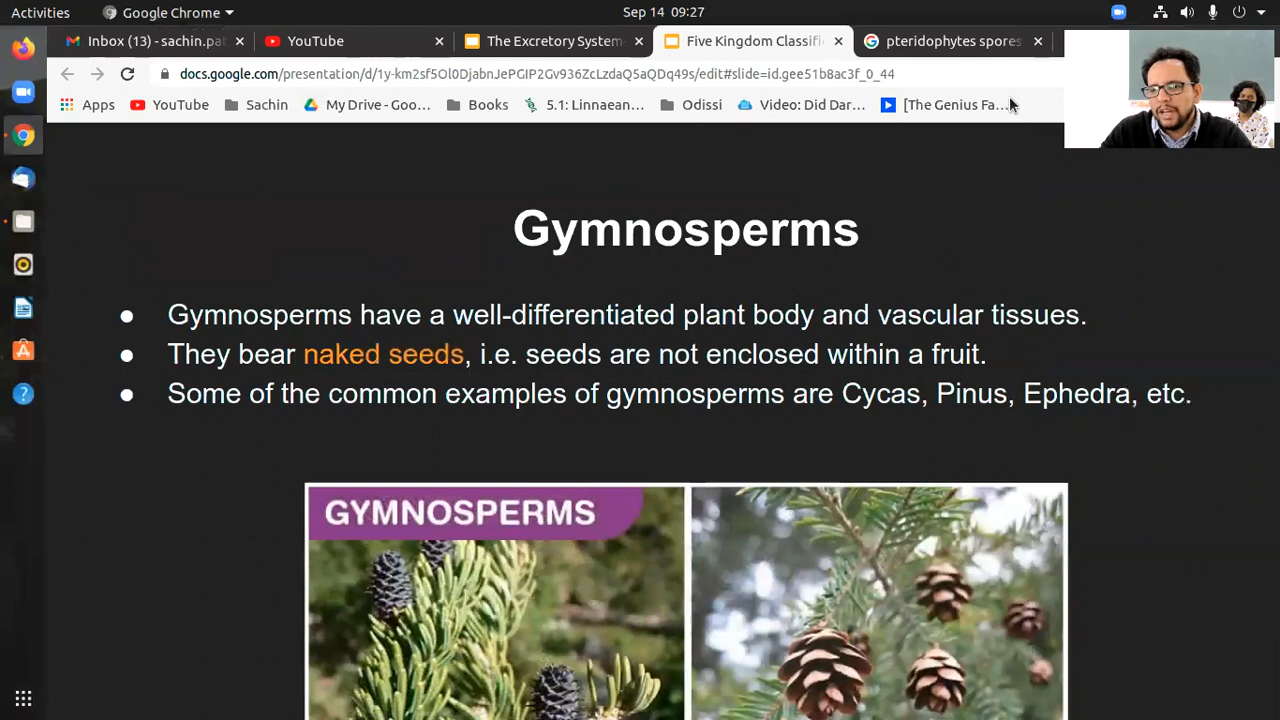 Activities
Google Chrome
Sep 14 09:27
Inbox (13) - sachin.pat
YouTube
The Excretory System-
Five Kingdom Classifi
pteridophytes spores
docs.google.com/presentation/d/1y-km2sf5Ol0DjabnJePGIP2Gv936ZcLzdaQ5aQDq49s/edit#slide=id.gee51b8ac3f_0_44
Apps
YouTube
Sachin
My Drive - Goo...
Books
5.1: Linnaean...
Odissi
Video: Did Dar...
[The Genius Fa...
Gymnosperms
● Gymnosperms have a well-differentiated plant body and vascular tissues.
● They bear naked seeds, i.e. seeds are not enclosed within a fruit.
● Some of the common examples of gymnosperms are Cycas, Pinus, Ephedra, etc.
GYMNOSPERMS